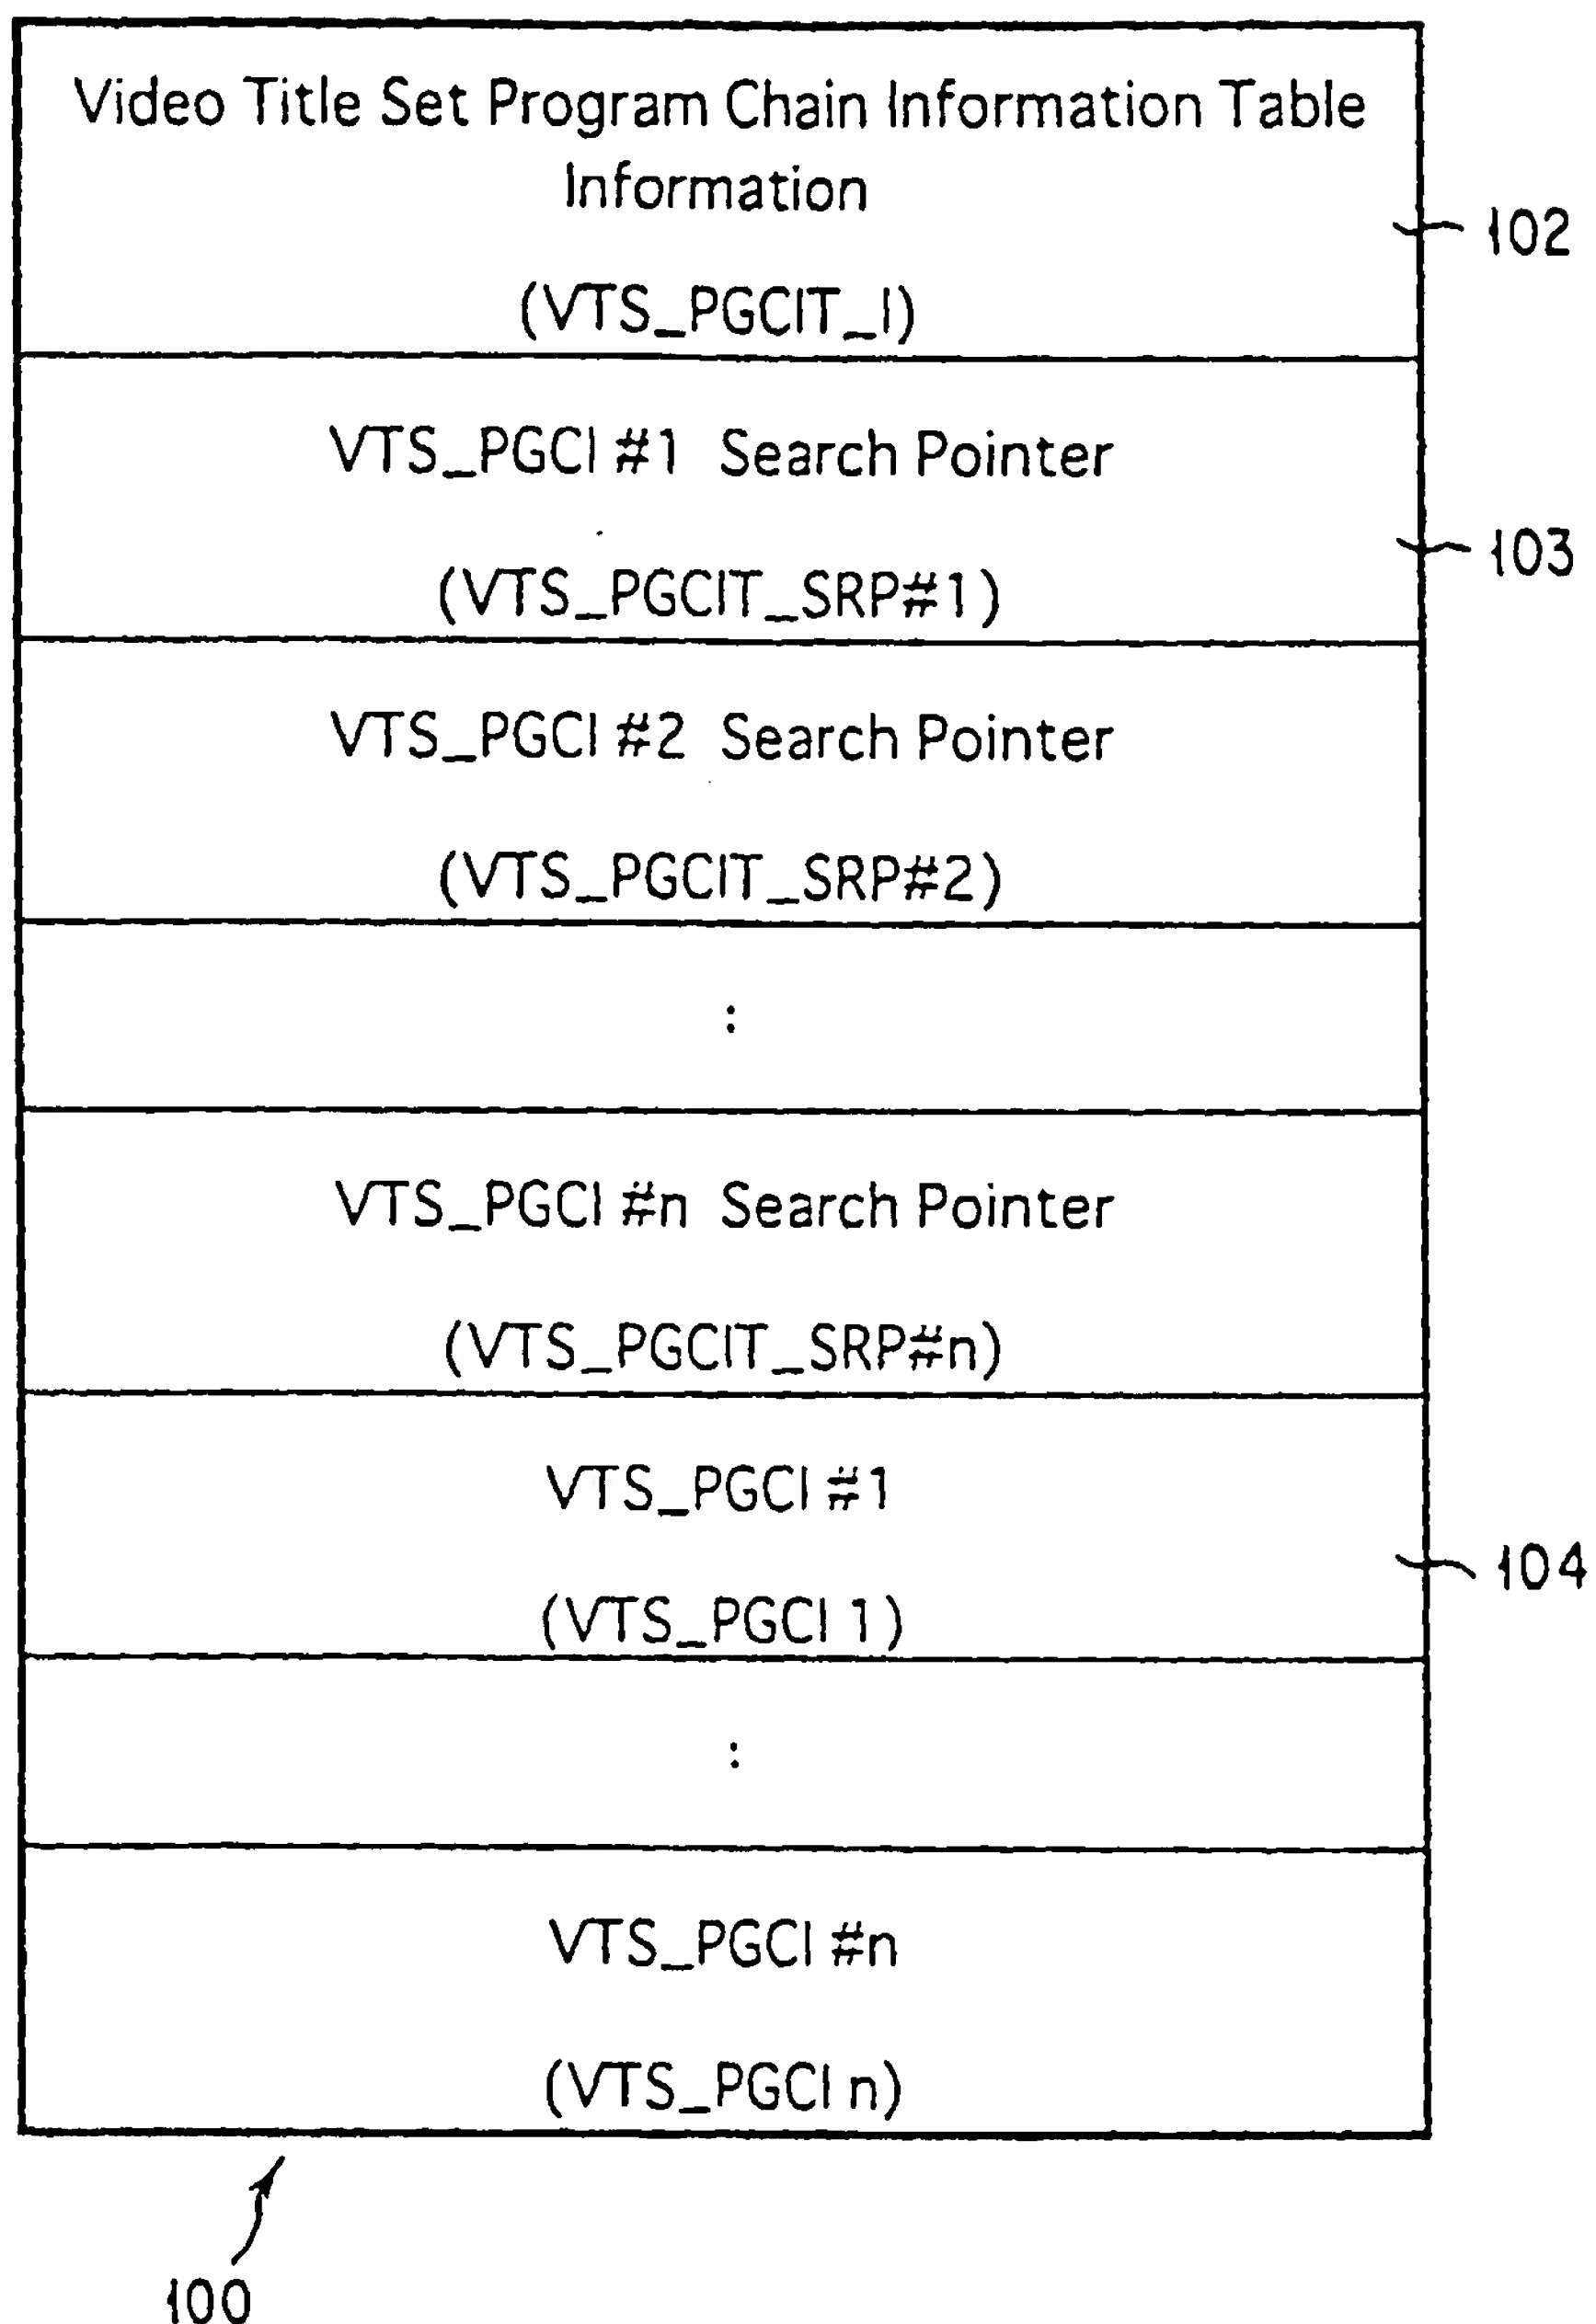 Video Title Set Program Chain Information Table
Information
(VTS_PGCIT_I)
102
VTS_PGCI #1 Search Pointer
(VTS_PGCIT_SRP#1)
103
VTS_PGCI #2 Search Pointer
(VTS_PGCIT_SRP#2)
:
VTS_PGCI #n Search Pointer
(VTS_PGCIT_SRP#n)
VTS_PGCI #1
(VTS_PGCI 1)
104
:
VTS_PGCI #n
(VTS_PGCI n)
100